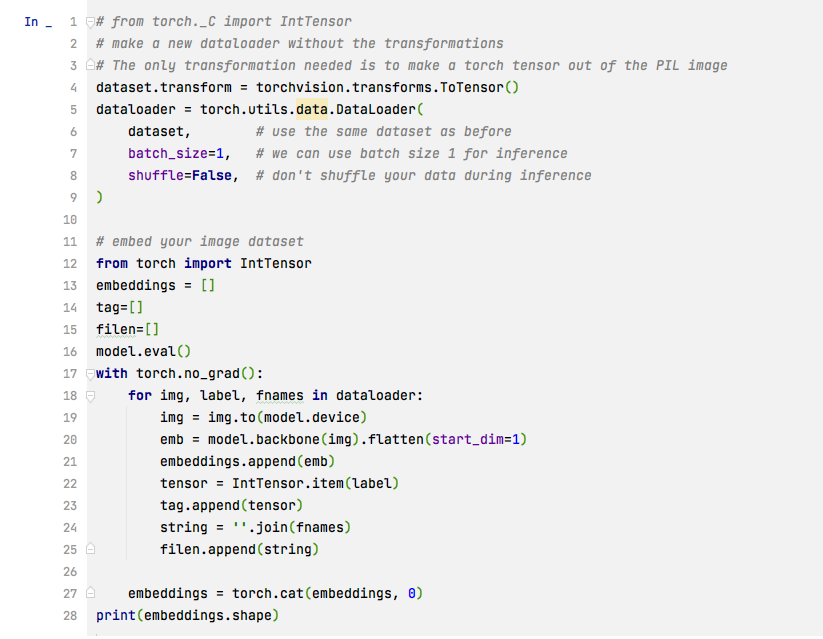 In _ 1 # from torch._C import IntTensor
2 # make a new dataloader without the transformations
3 # The only transformation needed is to make a torch tensor out of the PIL image
4 dataset.transform = torchvision.transforms.ToTensor()
5 dataloader = torch.utils.data.DataLoader(
6     dataset,        # use the same dataset as before
7     batch_size=1,   # we can use batch size 1 for inference
8     shuffle=False,  # don't shuffle your data during inference
9 )
10
11 # embed your image dataset
12 from torch import IntTensor
13 embeddings = []
14 tag=[]
15 filen=[]
16 model.eval()
17 with torch.no_grad():
18     for img, label, fnames in dataloader:
19         img = img.to(model.device)
20         emb = model.backbone(img).flatten(start_dim=1)
21         embeddings.append(emb)
22         tensor = IntTensor.item(label)
23         tag.append(tensor)
24         string = ''.join(fnames)
25         filen.append(string)
26
27     embeddings = torch.cat(embeddings, 0)
28 print(embeddings.shape)